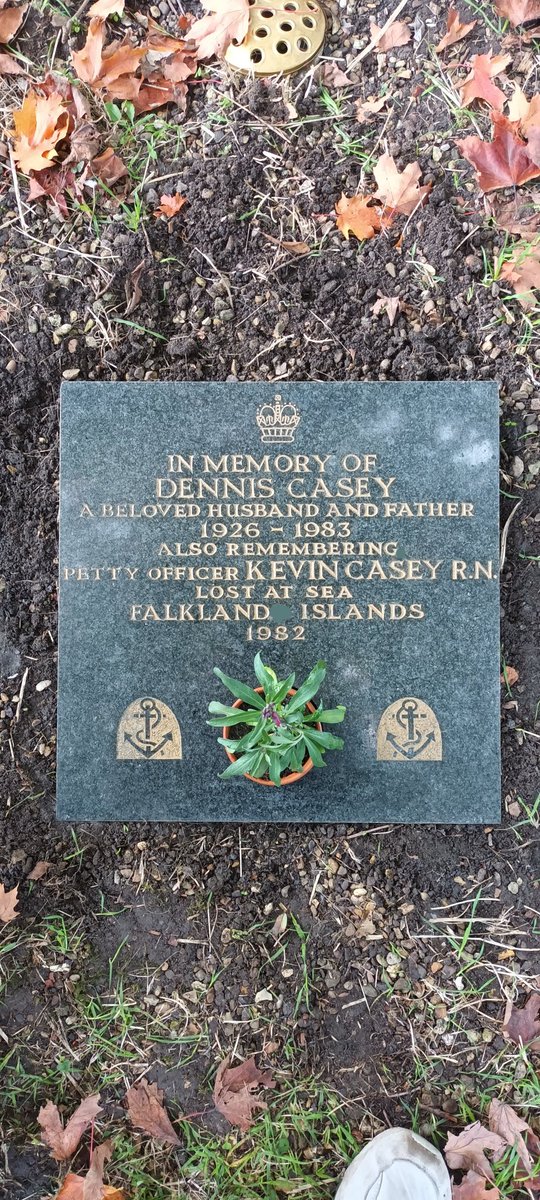 IN MEMORY OF
DENNIS CASEY
A BELOVED HUSBAND AND FATHER
1926 - 1983
ALSO REMEMBERING
PETTY OFFICER KEVIN CASEY R.N.
LOST AT SEA
FALKLAND ISLANDS
1982